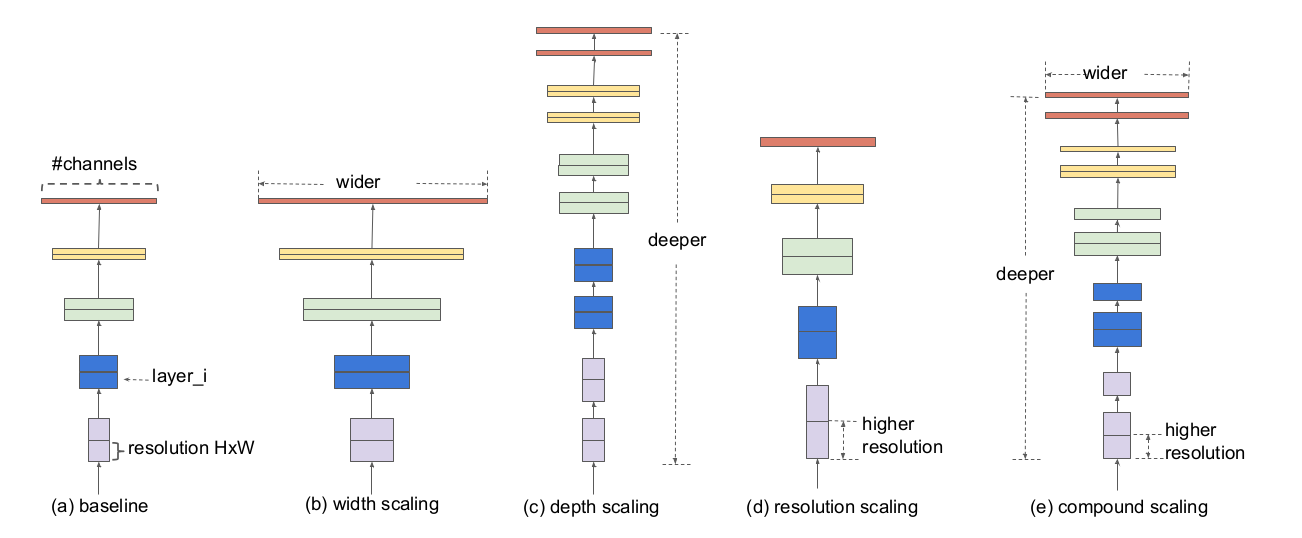 #channels
layer_i
resolution HxW
(a) baseline
wider
(b) width scaling
deeper
(c) depth scaling
higher
resolution
(d) resolution scaling
wider
deeper
higher
resolution
(e) compound scaling